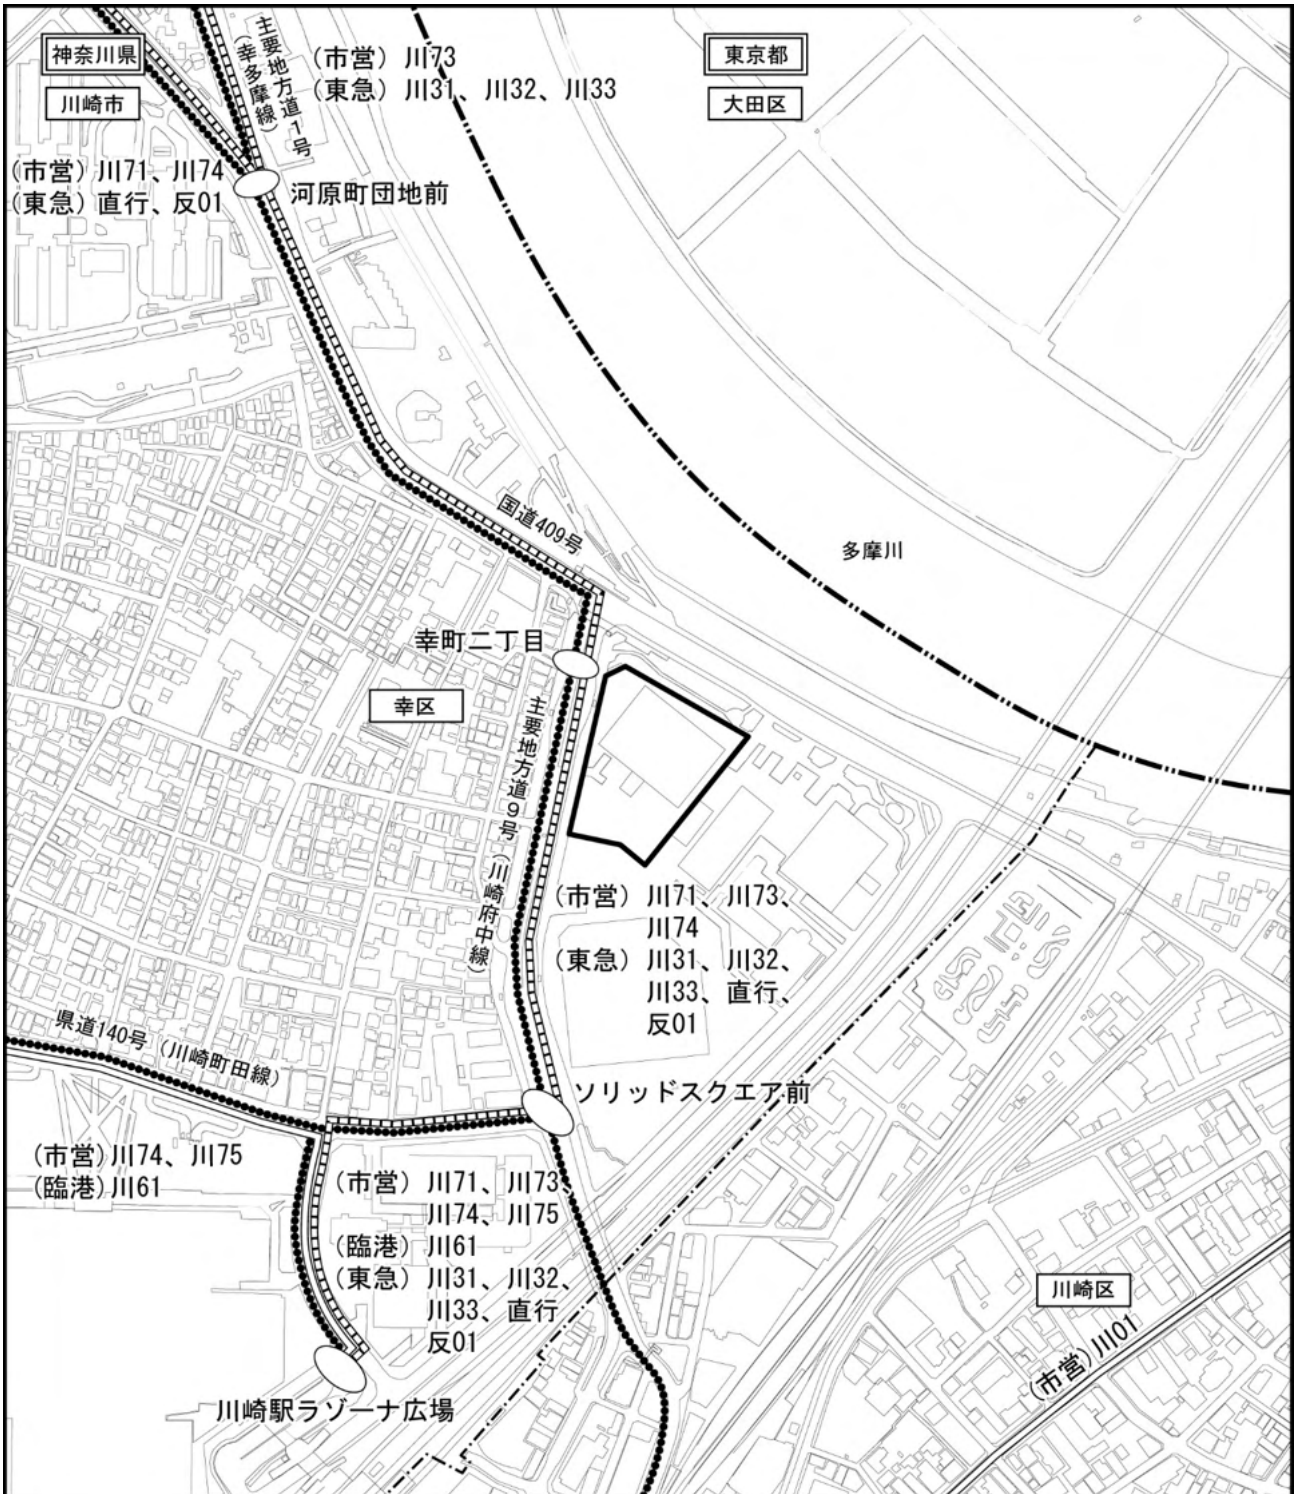 神奈川県
川崎市
主要地方道1号
(幸多摩線)
(市営) 川73
(東急) 川31、川32、川33
東京都
大田区
(市営) 川71、川74
(東急) 直行、反01
河原町団地前
国道409号
多摩川
幸町二丁目
幸区
主要地方道9号(川崎府中線)
(市営) 川71、川73、
川74
(東急) 川31、川32、
川33、直行、
反01
県道140号(川崎町田線)
ソリッドスクエア前
(市営)川74、川75
(臨港)川61
(市営) 川71、川73、
川74、川75
(臨港) 川61
(東急) 川31、川32、
川33、直行
反01
川崎区
(市営)川01
川崎駅ラゾーナ広場